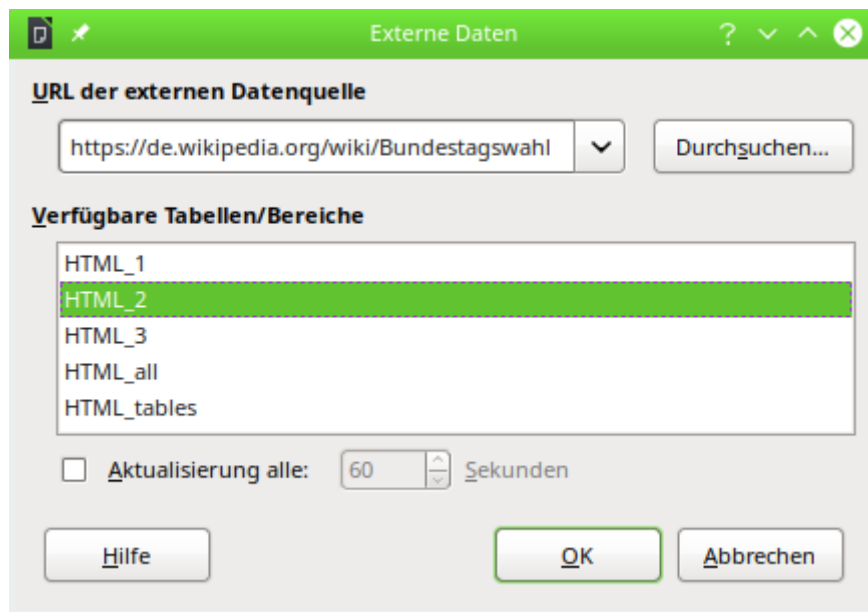 Externe Daten
URL der externen Datenquelle
https://de.wikipedia.org/wiki/Bundestagswahl Durchsuchen...
Verfügbare Tabellen/Bereiche
HTML_1
HTML_2
HTML_3
HTML_all
HTML_tables
Aktualisierung alle: 60 Sekunden
Hilfe OK Abbrechen